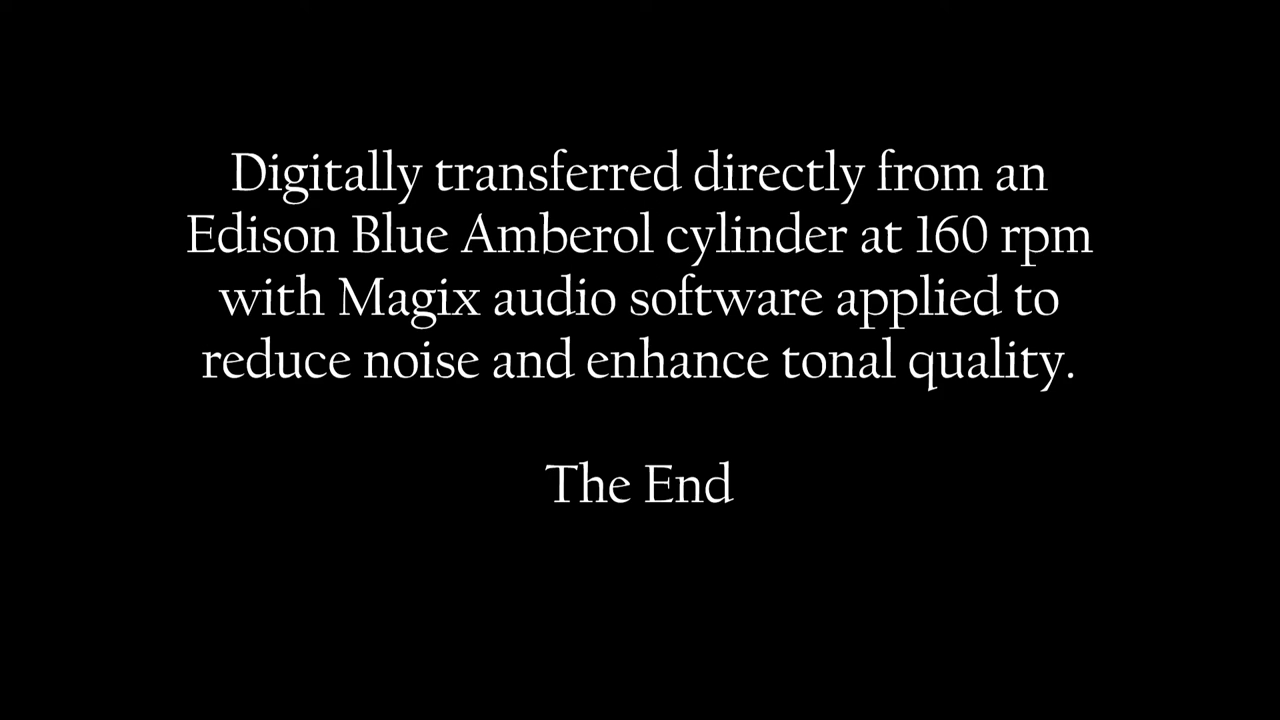 Digitally transferred directly from an
Edison Blue Amberol cylinder at 160 rpm
with Magix audio software applied to
reduce noise and enhance tonal quality.
The End